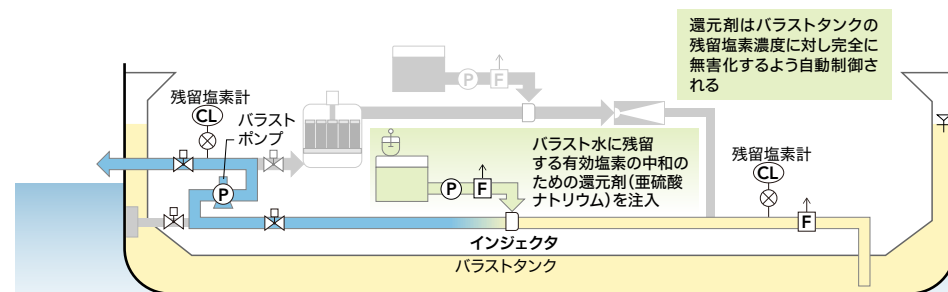 還元剤はバラストタンクの
残留塩素濃度に対し完全に
無害化するよう自動制御さ
れる
P
F
残留塩素計
CL
バラスト
ポンプ
P
バラスト水に残留
する有効塩素の中和の
ための還元剤(亜硫酸
ナトリウム)を注入
P
F
残留塩素計
CL
F
インジェクタ
バラストタンク